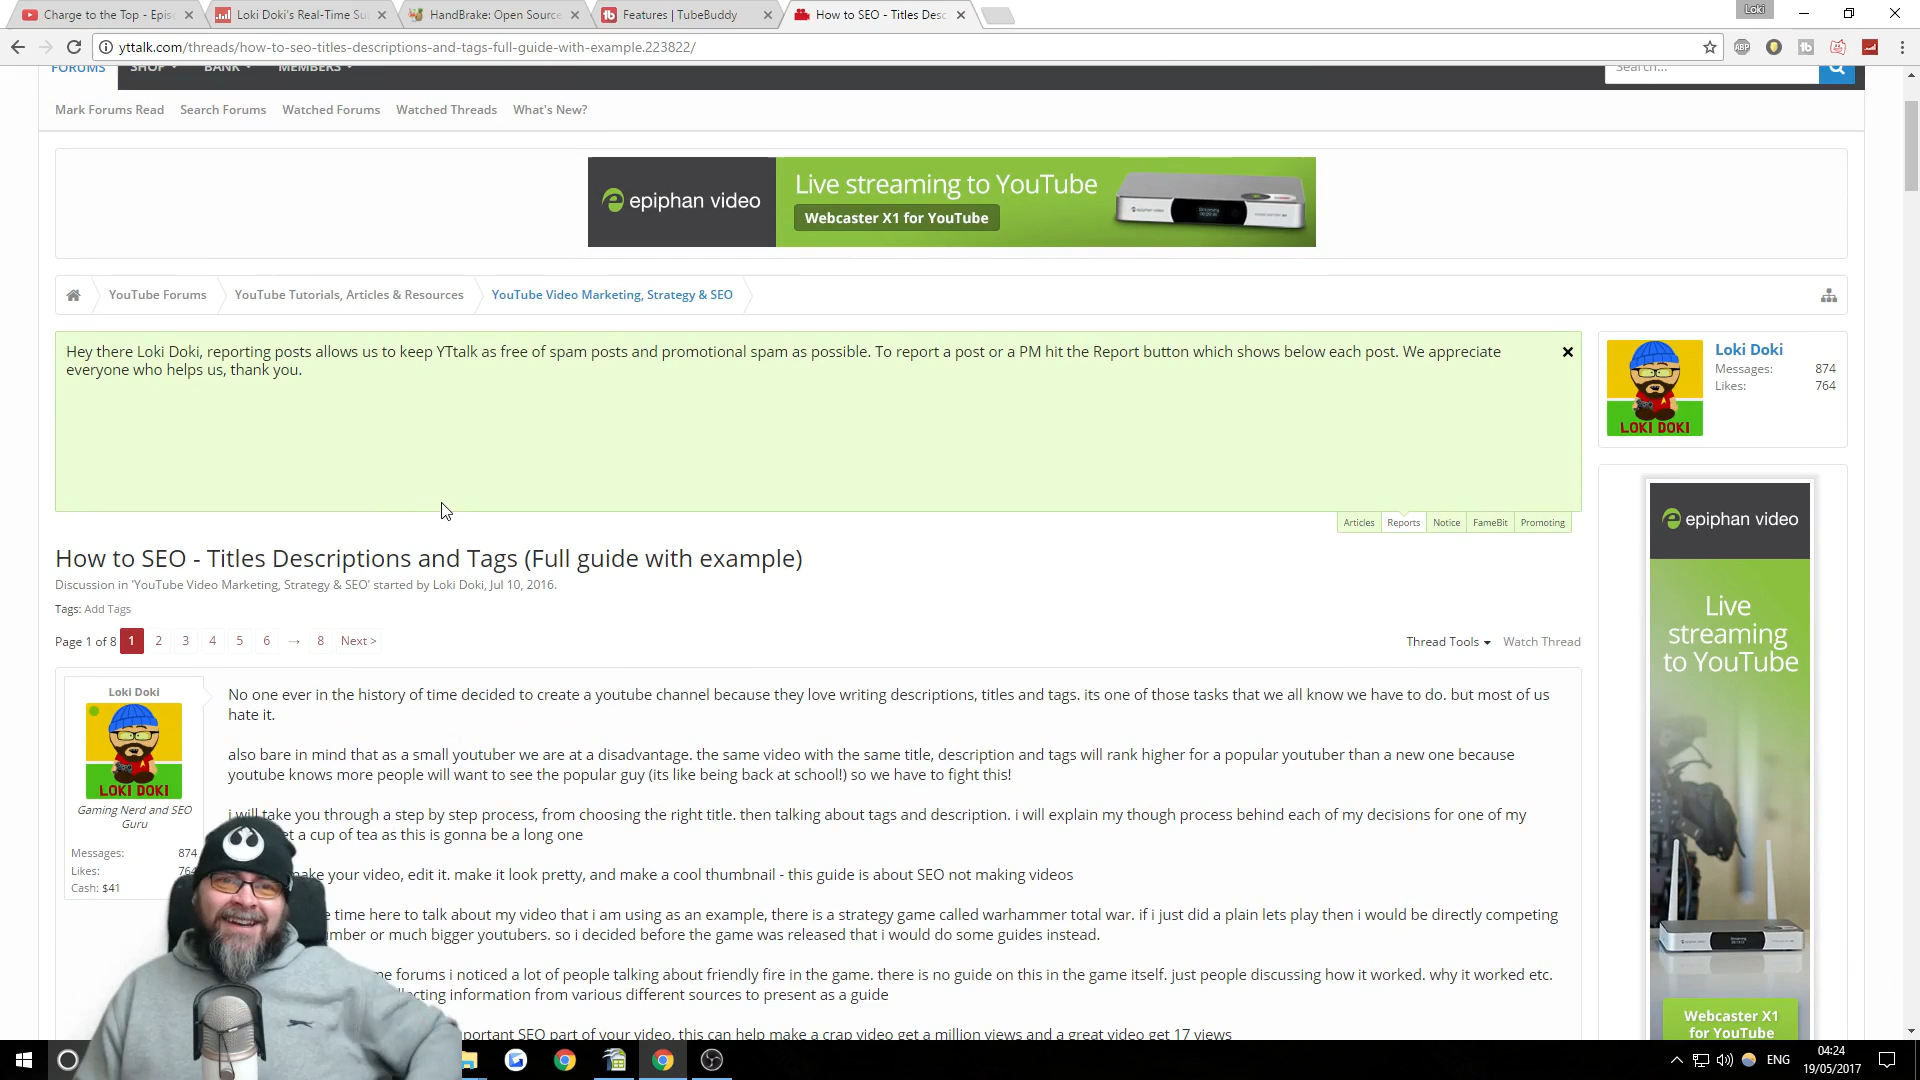 Charge to the Top - Epis
Loki Doki's Real-Time Su
HandBrake: Open Source
Features | TubeBuddy
How to SEO - Titles Desc
Loki
yttalk.com/threads/how-to-seo-titles-descriptions-and-tags-full-guide-with-example.223822/
ABP
FORUMS SHOP BANK MEMBERS
Search...
Mark Forums Read Search Forums Watched Forums Watched Threads What's New?
epiphan video
Live streaming to YouTube
Webcaster X1 for YouTube
YouTube Forums YouTube Tutorials, Articles & Resources YouTube Video Marketing, Strategy & SEO
Hey there Loki Doki, reporting posts allows us to keep YTtalk as free of spam posts and promotional spam as possible. To report a post or a PM hit the Report button which shows below each post. We appreciate
everyone who helps us, thank you.
Articles Reports Notice FameBit Promoting
Loki Doki
Messages: 874
Likes: 764
LOKI DOKI
How to SEO - Titles Descriptions and Tags (Full guide with example)
Discussion in 'YouTube Video Marketing, Strategy & SEO' started by Loki Doki, Jul 10, 2016.
Tags: Add Tags
Page 1 of 8 1 2 3 4 5 6 → 8 Next >
Thread Tools Watch Thread
Loki Doki
LOKI DOKI
Gaming Nerd and SEO
Guru
Messages: 874
Likes: 764
Cash: $41
No one ever in the history of time decided to create a youtube channel because they love writing descriptions, titles and tags. its one of those tasks that we all know we have to do. but most of us
hate it.
also bare in mind that as a small youtuber we are at a disadvantage. the same video with the same title, description and tags will rank higher for a popular youtuber than a new one because
youtube knows more people will want to see the popular guy (its like being back at school!) so we have to fight this!
i will take you through a step by step process, from choosing the right title. then talking about tags and description. i will explain my though process behind each of my decisions for one of my
et a cup of tea as this is gonna be a long one
ake your video, edit it. make it look pretty, and make a cool thumbnail - this guide is about SEO not making videos
e time here to talk about my video that i am using as an example, there is a strategy game called warhammer total war. if i just did a plain lets play then i would be directly competing
mber or much bigger youtubers. so i decided before the game was released that i would do some guides instead.
me forums i noticed a lot of people talking about friendly fire in the game. there is no guide on this in the game itself. just people discussing how it worked. why it worked etc.
llecting information from various different sources to present as a guide
portant SEO part of your video, this can help make a crap video get a million views and a great video get 17 views
epiphan video
Live
streaming
to YouTube
Webcaster X1
for YouTube
ENG
04:24
19/05/2017